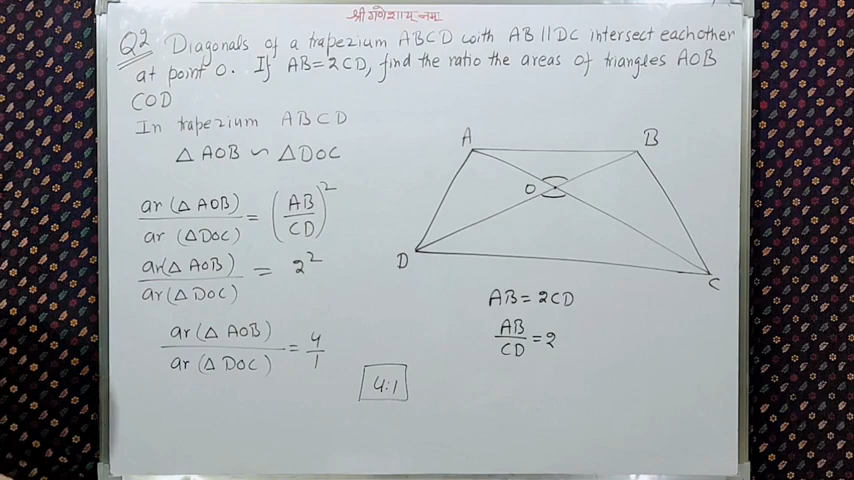 श्री गणेशाय नमः
Q2 Diagonals of a trapezium ABCD with AB || DC intersect eachother
at point O. If AB = 2CD, find the ratio the areas of triangles AOB
COD
In trapezium ABCD
△ AOB ∽ △DOC
ar (△ AOB) / ar (△DOC) = (AB / CD)²
ar(△ AOB) / ar(△DOC) = 2²
ar (△ AOB) / ar (△ DOC) = 4 / 1
4:1
A
B
O
D
C
AB = 2CD
AB / CD = 2